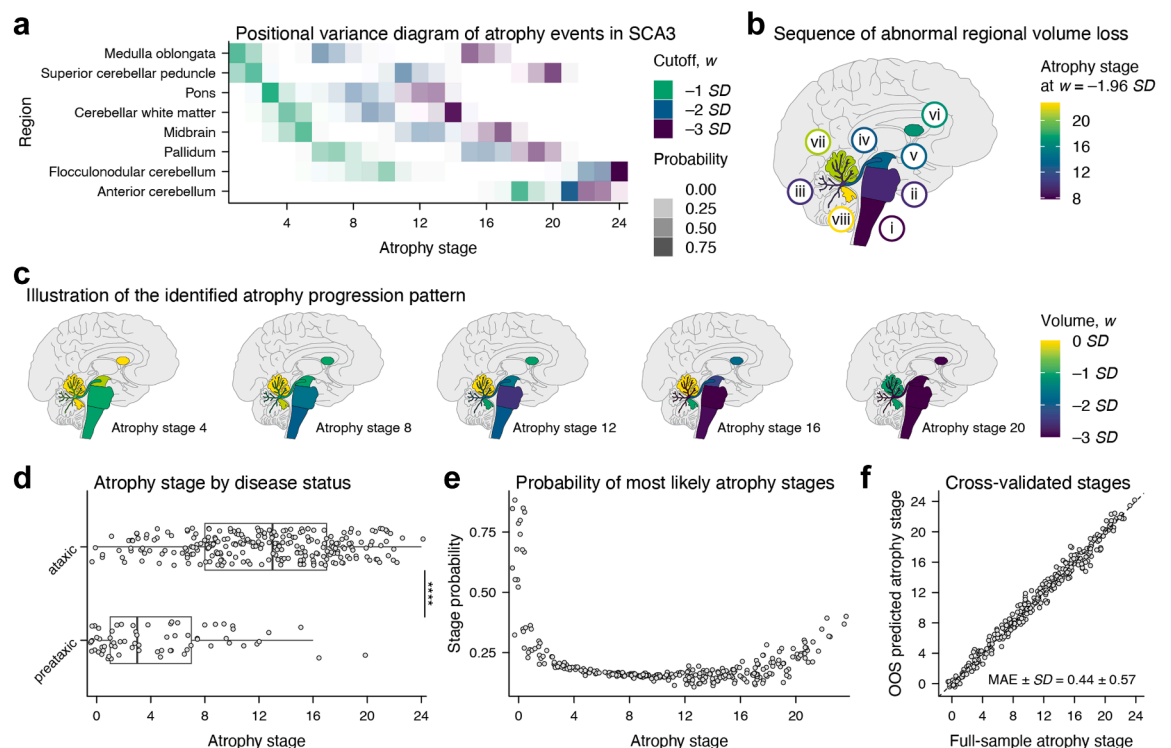 a
Positional variance diagram of atrophy events in SCA3
Region
Medulla oblongata
Superior cerebellar peduncle
Pons
Cerebellar white matter
Midbrain
Pallidum
Flocculonodular cerebellum
Anterior cerebellum
4 8 12 16 20 24
Atrophy stage
Cutoff, w
−1 SD
−2 SD
−3 SD
Probability
0.00
0.25
0.50
0.75
b
Sequence of abnormal regional volume loss
i
ii
iii
iv
v
vi
vii
viii
Atrophy stage
at w = −1.96 SD
20
16
12
8
c
Illustration of the identified atrophy progression pattern
Atrophy stage 4
Atrophy stage 8
Atrophy stage 12
Atrophy stage 16
Atrophy stage 20
Volume, w
0 SD
−1 SD
−2 SD
−3 SD
d
Atrophy stage by disease status
ataxic
preataxic
****
0 4 8 12 16 20 24
Atrophy stage
e
Probability of most likely atrophy stages
Stage probability
0.75
0.50
0.25
0 4 8 12 16 20
Atrophy stage
f
Cross-validated stages
OOS predicted atrophy stage
24
20
16
12
8
4
0
MAE ± SD = 0.44 ± 0.57
0 4 8 12 16 20 24
Full-sample atrophy stage